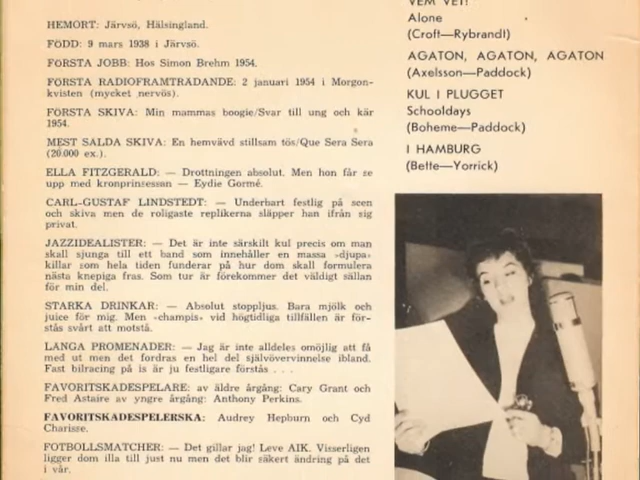 HEMORT: Järvsö, Hälsingland.
FÖDD: 9 mars 1938 i Järvsö.
FÖRSTA JOBB: Hos Simon Brehm 1954.
FÖRSTA RADIOFRAMTRÄDANDE: 2 januari 1954 i Morgon-
kvisten (mycket nervös).
FÖRSTA SKIVA: Min mammas boogie/Svar till ung och kär
1954.
MEST SALDA SKIVA: En hemvävd stillsam tös/Que Sera Sera
(20.000 ex.).
ELLA FITZGERALD: — Drottningen absolut. Men hon får se
upp med kronprinsessan — Eydie Gormé.
CARL-GUSTAF LINDSTEDT: — Underbart festlig på scen
och skiva men de roligaste replikerna släpper han ifrån sig
privat.
JAZZIDEALISTER: — Det är inte särskilt kul precis om man
skall sjunga till ett band som innehåller en massa »djupa»
killar som hela tiden funderar på hur dom skall formulera
nästa knepiga fras. Som tur är förekommer det väldigt sällan
för min del.
STARKA DRINKAR: — Absolut stoppljus. Bara mjölk och
juice för mig. Men »champis» vid högtidliga tillfällen är för-
stås svårt att motstå.
LANGA PROMENADER: — Jag är inte alldeles omöjlig att få
med ut men det fordras en hel del självövervinnelse ibland.
Fast bilracing på is är ju festligare förstås . . .
FAVORITSKADESPELARE: av äldre årgång: Cary Grant och
Fred Astaire av yngre årgång: Anthony Perkins.
FAVORITSKADESPELERSKA: Audrey Hepburn och Cyd
Charisse.
FOTBOLLSMATCHER: — Det gillar jag! Leve AIK. Visserligen
ligger dom illa till just nu men det blir säkert ändring på det
i vår.
VEM VET?
Alone
(Croft—Rybrandt)
AGATON, AGATON, AGATON
(Axelsson—Paddock)
KUL I PLUGGET
Schooldays
(Boheme—Paddock)
I HAMBURG
(Bette—Yorrick)